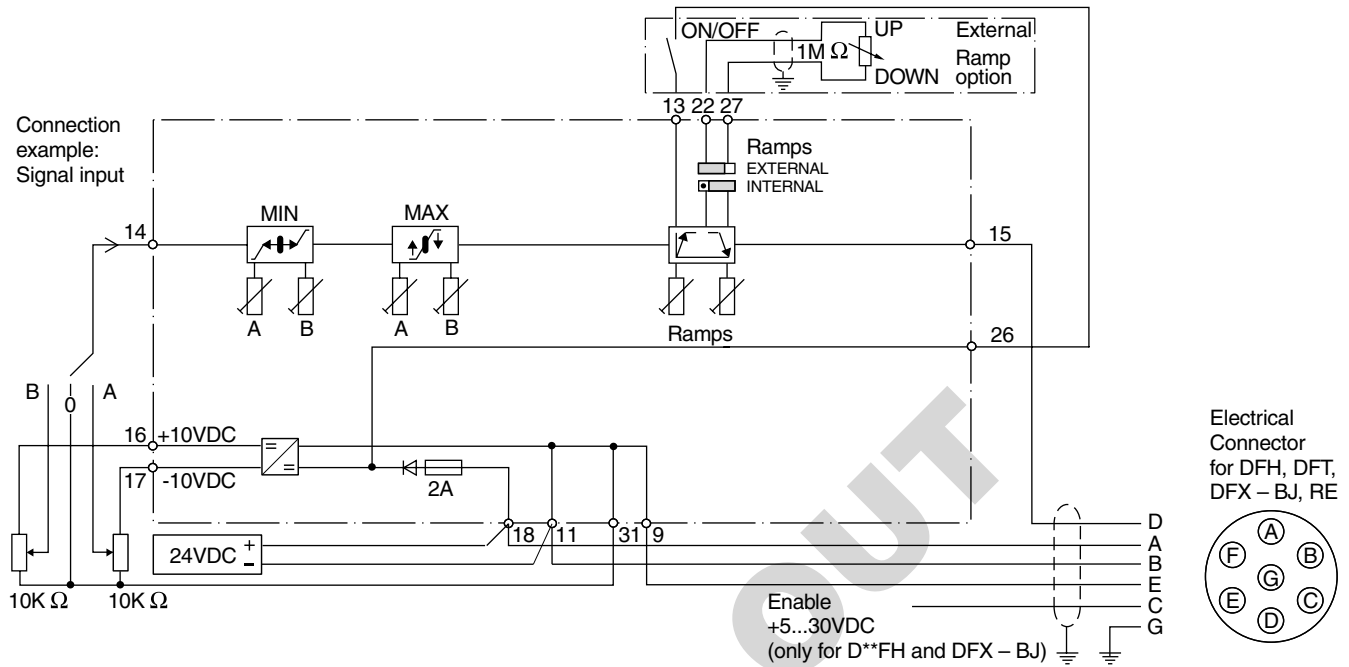 ON/OFF
UP
External
1M Ω
Ramp
DOWN
option
13 22 27
Connection
example:
Signal input
Ramps
EXTERNAL
INTERNAL
MIN
MAX
14
15
A
B
A
B
Ramps
26
B
0
A
16
+10VDC
17
-10VDC
2A
18
11
31
9
24VDC
+
–
10K Ω
10K Ω
D
A
B
E
C
G
Enable
+5...30VDC
(only for D**FH and DFX – BJ)
OUT
Electrical
Connector
for DFH, DFT,
DFX – BJ, RE
A
F
B
G
E
C
D
=
=